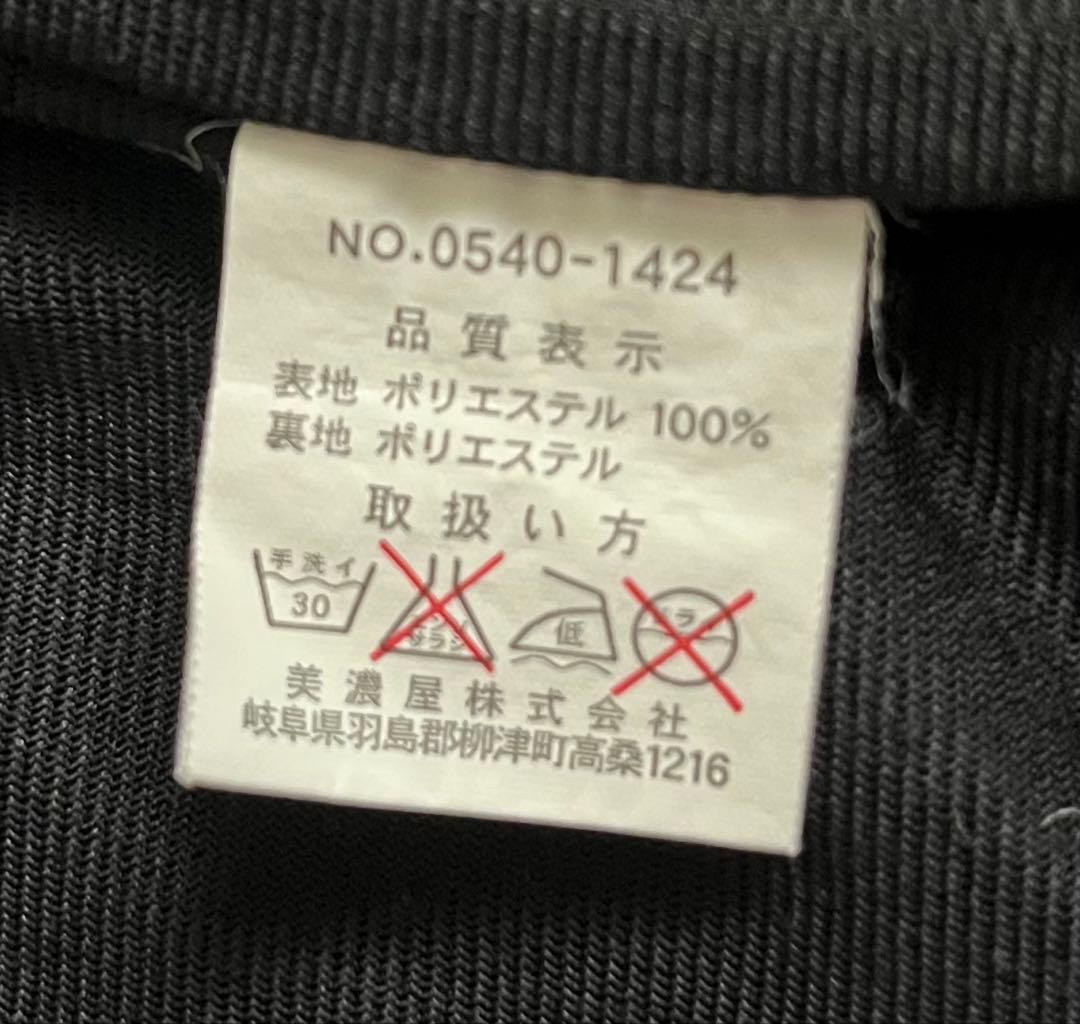 NO.0540-1424
品質表示
表地 ポリエステル 100%
裏地 ポリエステル
取扱い方
手洗イ 30 低
美濃屋株式会社
岐阜県羽島郡柳津町高桑1216